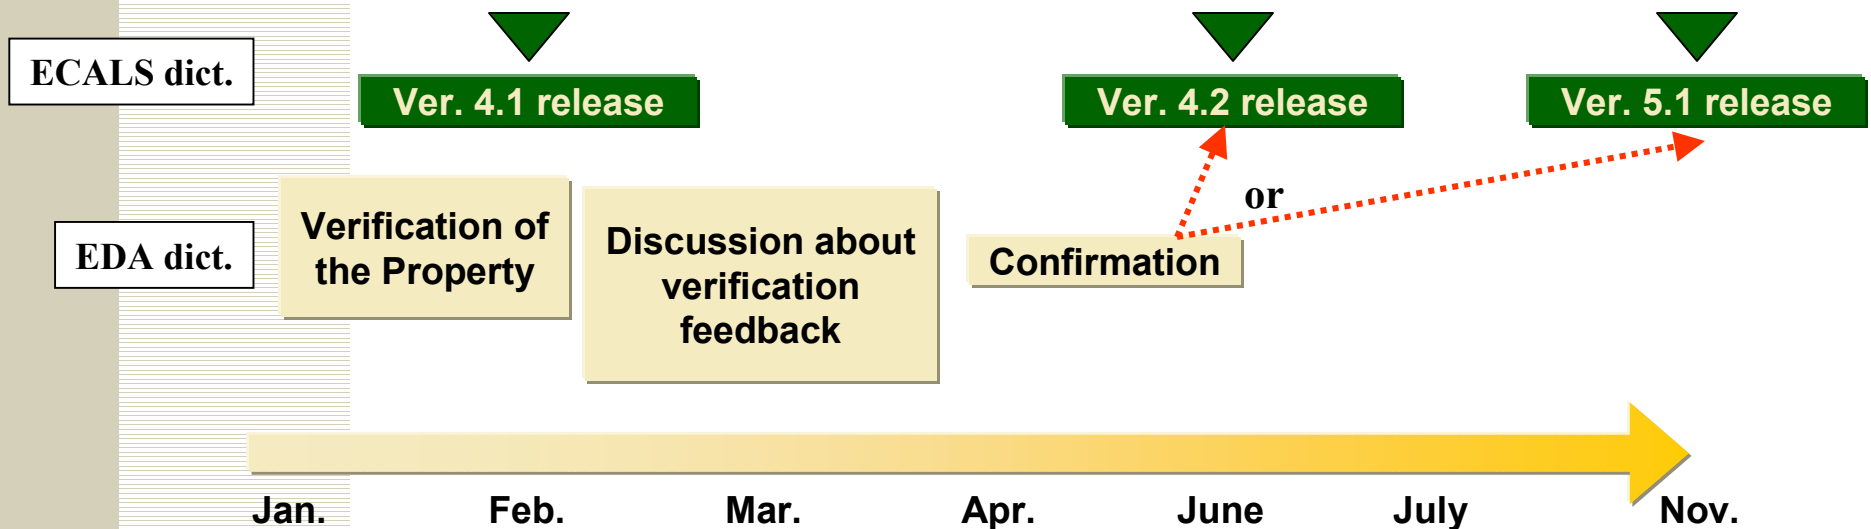 ECALS dict.
Ver. 4.1 release
Ver. 4.2 release
Ver. 5.1 release
EDA dict.
Verification of
the Property
Discussion about
verification
feedback
Confirmation
or
Jan.
Feb.
Mar.
Apr.
June
July
Nov.